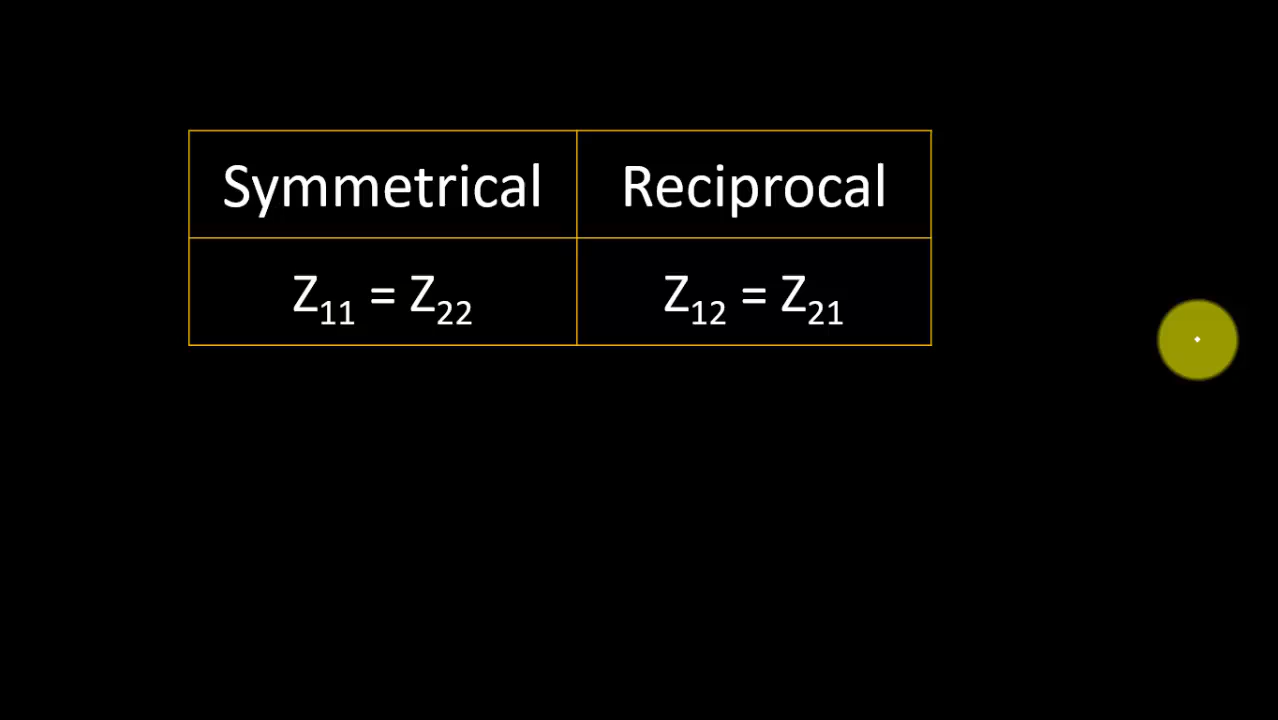 Symmetrical Reciprocal
Z₁₁ = Z₂₂ Z₁₂ = Z₂₁